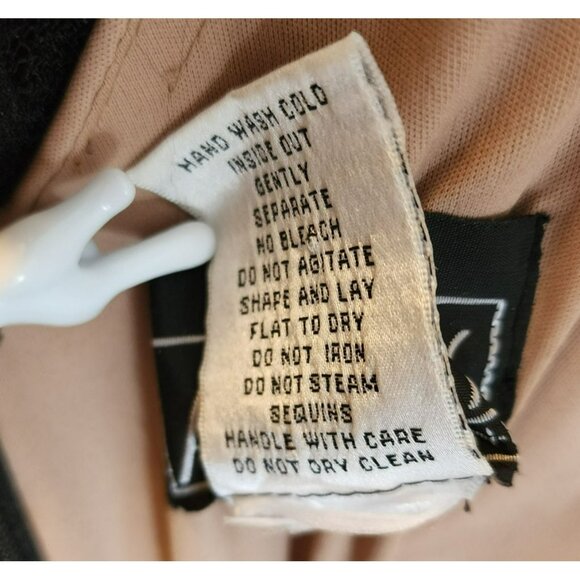 HAND WASH COLD
INSIDE OUT
GENTLY
SEPARATE
NO BLEACH
DO NOT AGITATE
SHAPE AND LAY
FLAT TO DRY
DO NOT IRON
DO NOT STEAM
SEQUINS
HANDLE WITH CARE
DO NOT DRY CLEAN